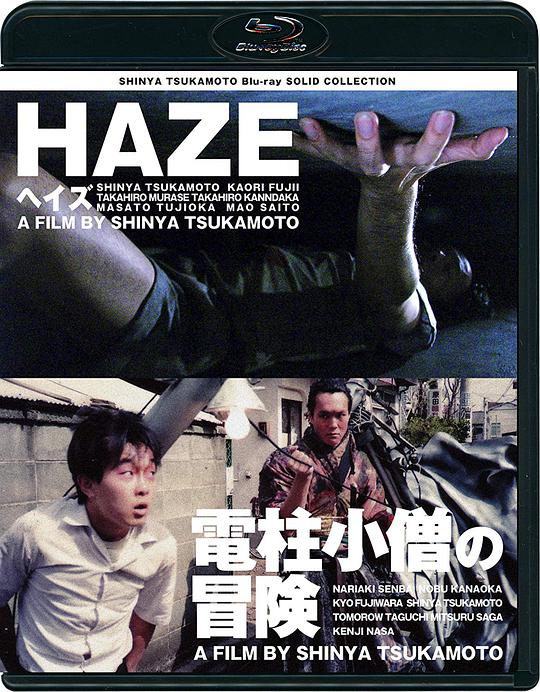 Blu-ray Disc
SHINYA TSUKAMOTO Blu-ray SOLID COLLECTION
HAZE
ヘイズ
SHINYA TSUKAMOTO KAORI FUJII
TAKAHIRO MURASE TAKAHIRO KANNDAKA
MASATO TUJIOKA MAO SAITO
A FILM BY SHINYA TSUKAMOTO
電柱小僧の
冒険
NARIAKI SENBA NOBU KANAOKA
KYO FUJIWARA SHINYA TSUKAMOTO
TOMOROW TAGUCHI MITSURU SAGA
KENJI NASA
A FILM BY SHINYA TSUKAMOTO